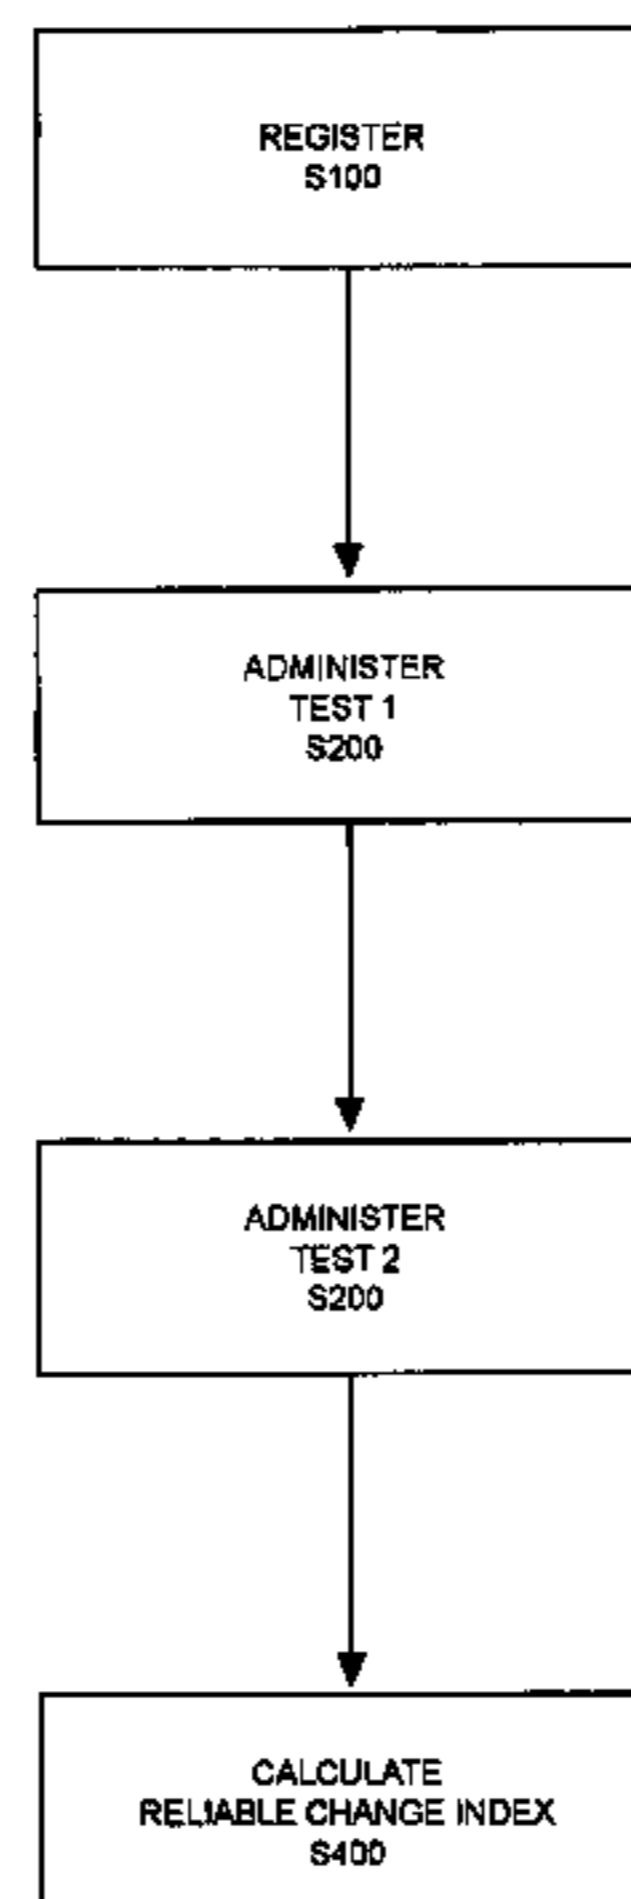 REGISTER
S100
ADMINISTER
TEST 1
S200
ADMINISTER
TEST 2
S200
CALCULATE
RELIABLE CHANGE INDEX
S400